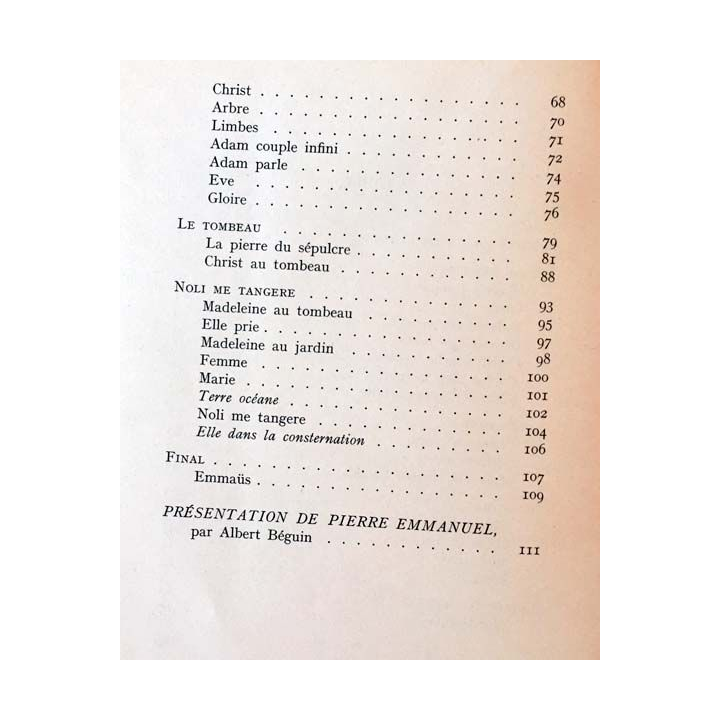 Christ . . . . . . . . . . . . . . . . . 68
Arbre . . . . . . . . . . . . . . . . . 70
Limbes . . . . . . . . . . . . . . . . 71
Adam couple infini . . . . . . . . . . . 72
Adam parle . . . . . . . . . . . . . . 74
Eve . . . . . . . . . . . . . . . . . 75
Gloire . . . . . . . . . . . . . . . . . 76
LE TOMBEAU . . . . . . . . . . . . . . . 79
La pierre du sépulcre . . . . . . . . . . 81
Christ au tombeau . . . . . . . . . . . 88
NOLI ME TANGERE . . . . . . . . . . . . . 93
Madeleine au tombeau . . . . . . . . . 95
Elle prie . . . . . . . . . . . . . . . . 97
Madeleine au jardin . . . . . . . . . . 98
Femme . . . . . . . . . . . . . . . . 100
Marie . . . . . . . . . . . . . . . . . 101
Terre océane . . . . . . . . . . . . . . 102
Noli me tangere . . . . . . . . . . . . 104
Elle dans la consternation . . . . . . . . 106
FINAL . . . . . . . . . . . . . . . . . . 107
Emmaüs . . . . . . . . . . . . . . . . 109
PRÉSENTATION DE PIERRE EMMANUEL,
par Albert Béguin . . . . . . . . . . . . 111